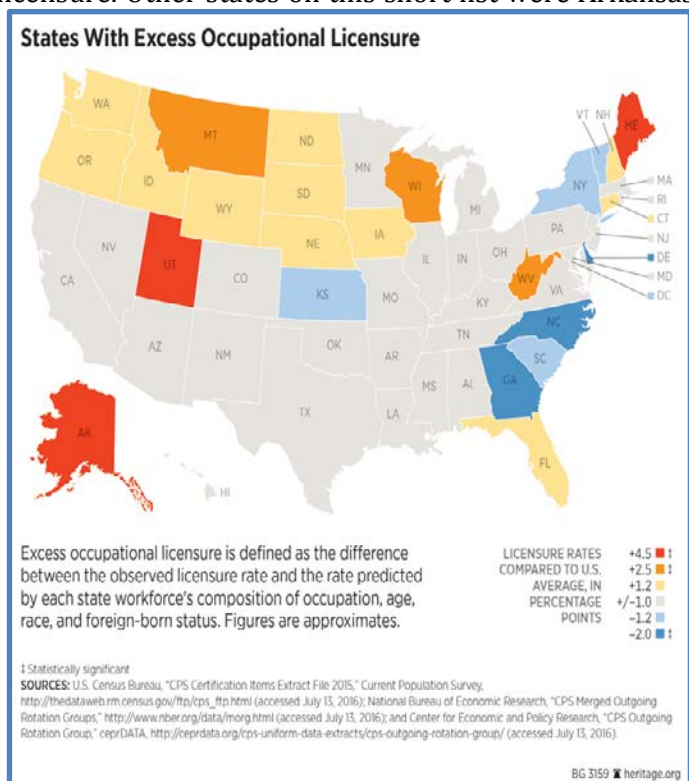 licensure. Other states on this short list were Arkansas
States With Excess Occupational Licensure
WA
MT
ND
MN
VT NH
ME
OR
ID
WY
SD
WI
MI
NY
MA
RI
CT
NJ
DE
MD
DC
NV
UT
CO
NE
IA
IL
IN
OH
PA
CA
KS
MO
KY
WV
VA
AZ
NM
OK
AR
TN
NC
SC
MS
AL
GA
TX
LA
FL
AK
HI
Excess occupational licensure is defined as the difference
between the observed licensure rate and the rate predicted
by each state workforce's composition of occupation, age,
race, and foreign-born status. Figures are approximates.
LICENSURE RATES +4.5 ‡
COMPARED TO U.S. +2.5 ‡
AVERAGE, IN +1.2
PERCENTAGE +/–1.0
POINTS –1.2
–2.0 ‡
‡ Statistically significant
SOURCES: U.S. Census Bureau, "CPS Certification Items Extract File 2015," Current Population Survey,
http://thedataweb.rm.census.gov/ftp/cps_ftp.html (accessed July 13, 2016); National Bureau of Economic Research, "CPS Merged Outgoing
Rotation Groups," http://www.nber.org/data/morg.html (accessed July 13, 2016); and Center for Economic and Policy Research, "CPS Outgoing
Rotation Group," ceprDATA, http://ceprdata.org/cps-uniform-data-extracts/cps-outgoing-rotation-group/ (accessed July 13, 2016).
BG 3159 heritage.org